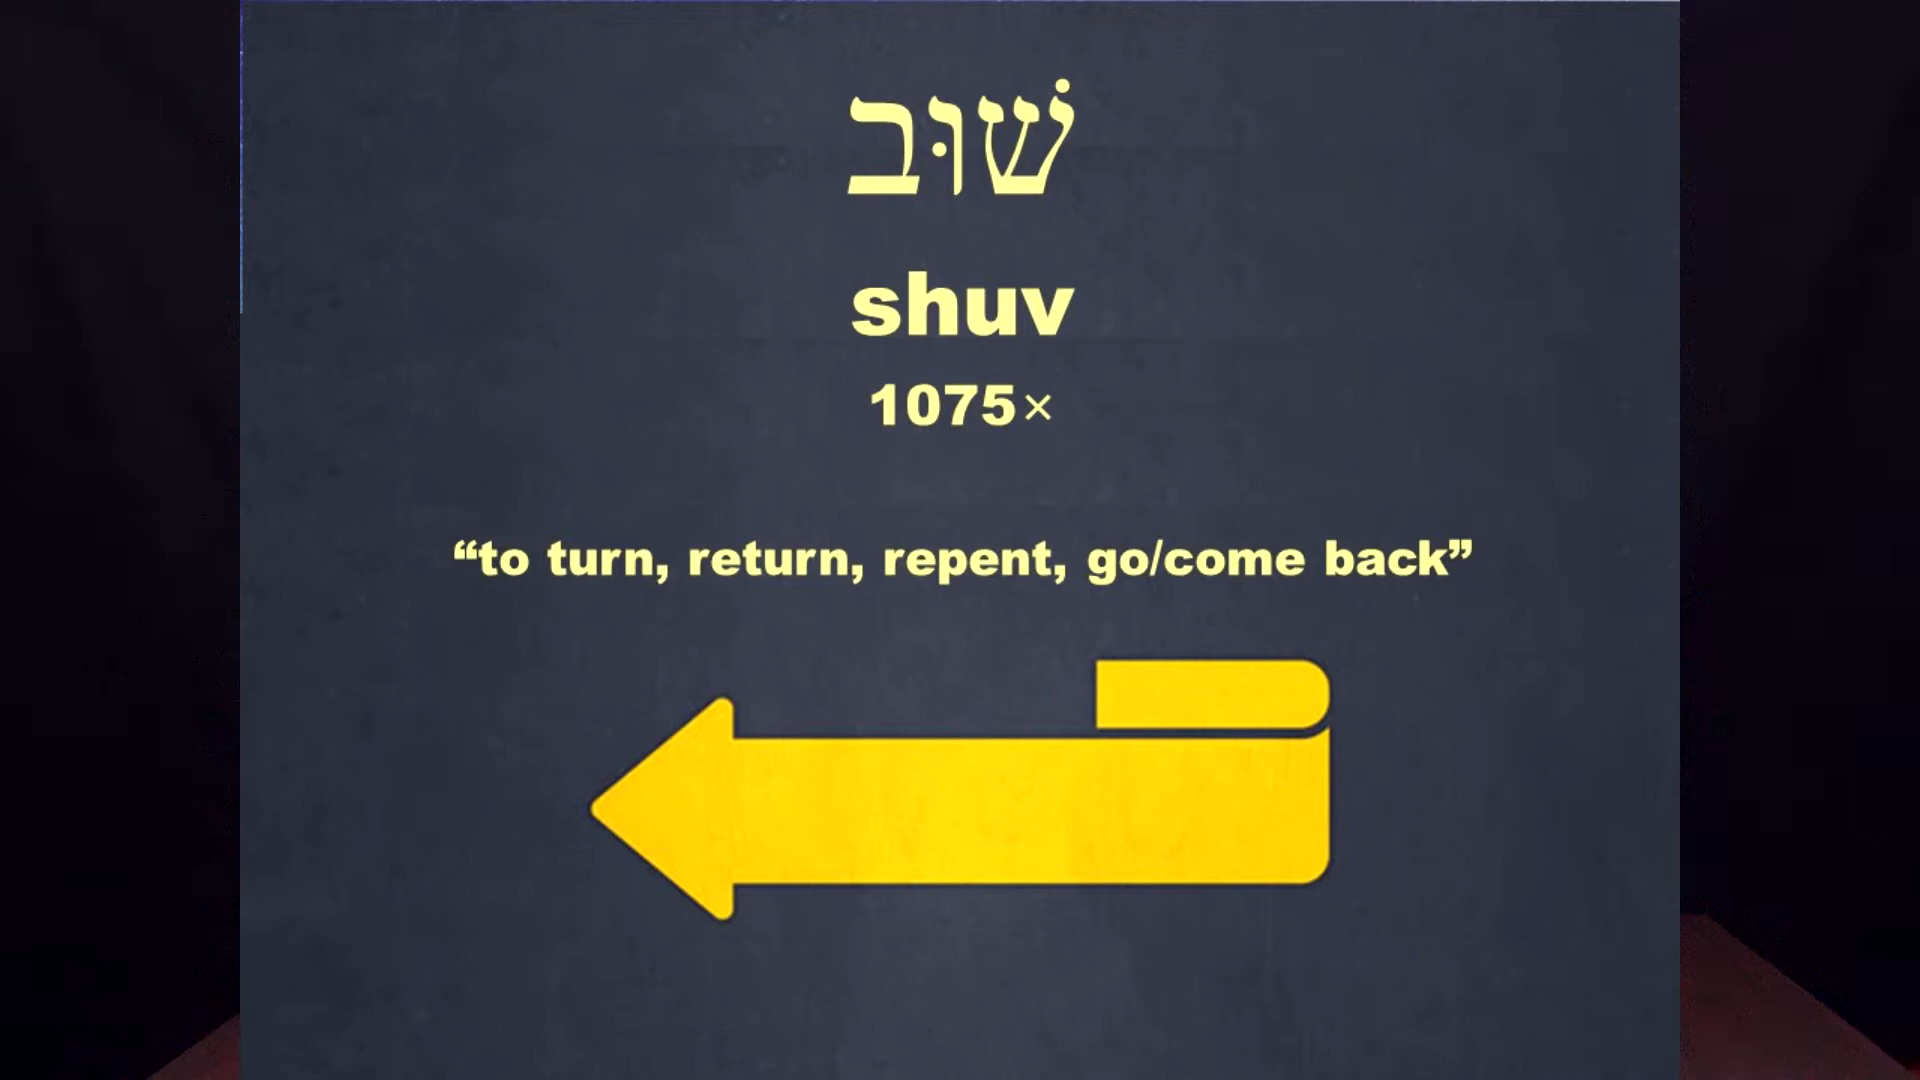 שׁוּב
shuv
1075×
“to turn, return, repent, go/come back”